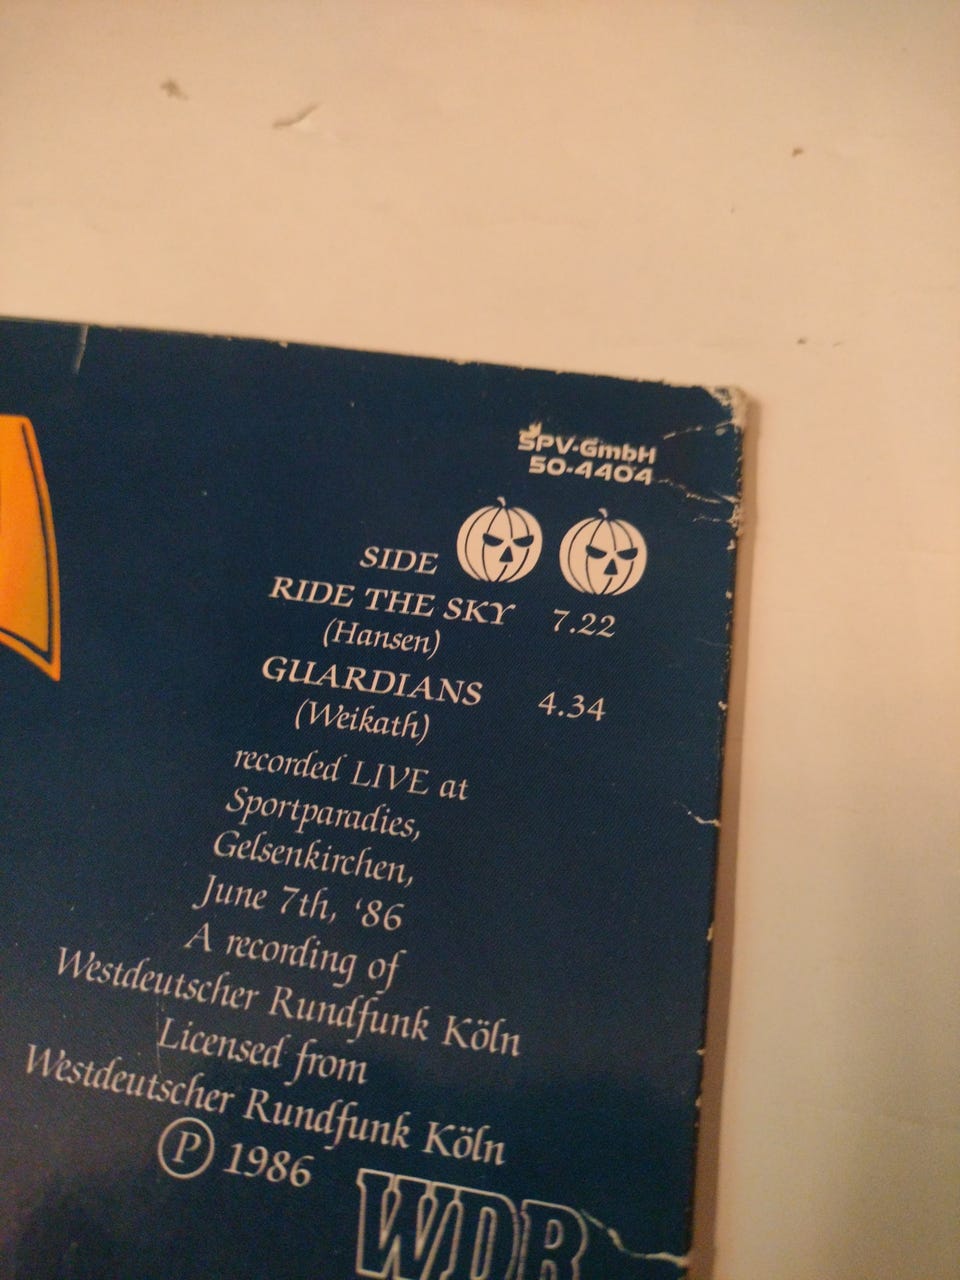 SPV-GmbH
50-4404
SIDE
RIDE THE SKY 7.22
(Hansen)
GUARDIANS 4.34
(Weikath)
recorded LIVE at
Sportparadies,
Gelsenkirchen,
June 7th, ‘86
A recording of
Westdeutscher Rundfunk Köln
Licensed from
Westdeutscher Rundfunk Köln
Ⓟ 1986
WDR